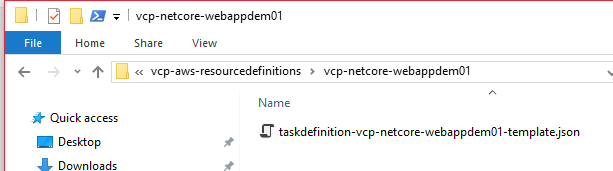 vcp-netcore-webappdem01
File Home Share View
« vcp-aws-resourcedefinitions > vcp-netcore-webappdem01
Name
Quick access
taskdefinition-vcp-netcore-webappdem01-template.json
Desktop
Downloads